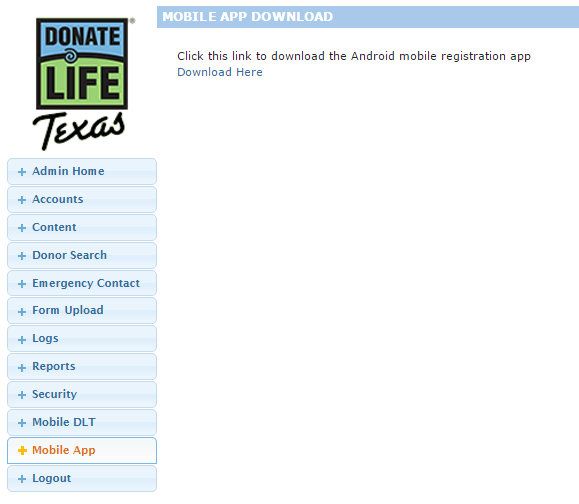 DONATE
LIFE
Texas
MOBILE APP DOWNLOAD
Click this link to download the Android mobile registration app
Download Here
Admin Home
Accounts
Content
Donor Search
Emergency Contact
Form Upload
Logs
Reports
Security
Mobile DLT
Mobile App
Logout